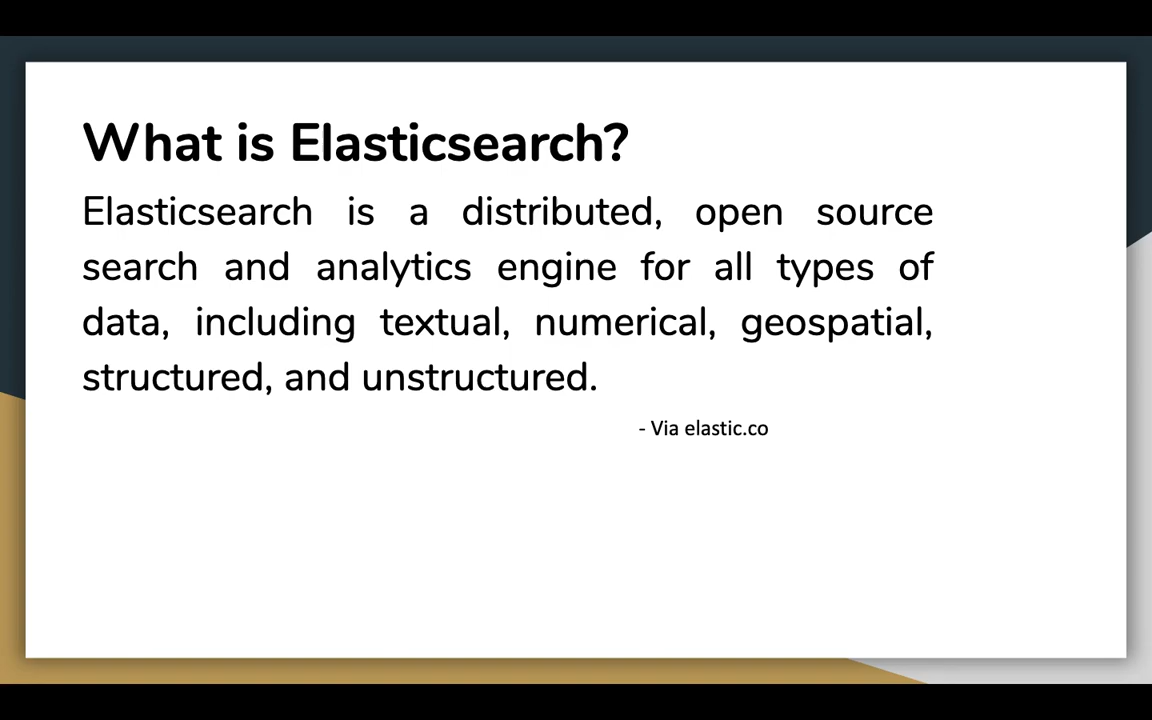 What is Elasticsearch?
Elasticsearch is a distributed, open source
search and analytics engine for all types of
data, including textual, numerical, geospatial,
structured, and unstructured.
- Via elastic.co